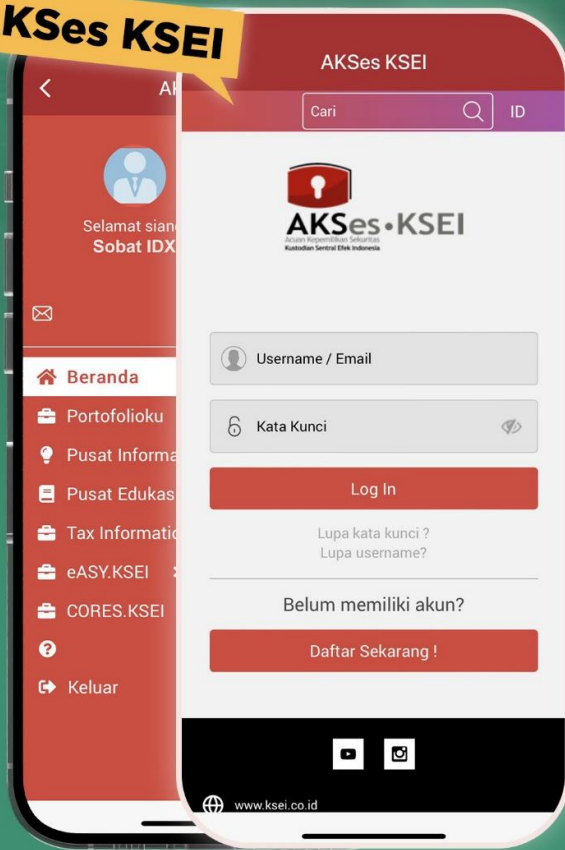 KSes KSEI
Selamat sian
Sobat IDX
Beranda
Portofolioku
Pusat Informa
Pusat Edukas
Tax Informatio
eASY.KSEI
CORES.KSEI
Keluar
AKSes KSEI
Cari
ID
AKSes•KSEI
Acuan Kepemilikan Sekuritas
Kustodian Sentral Efek Indonesia
Username / Email
Kata Kunci
Log In
Lupa kata kunci ?
Lupa username?
Belum memiliki akun?
Daftar Sekarang !
www.ksei.co.id